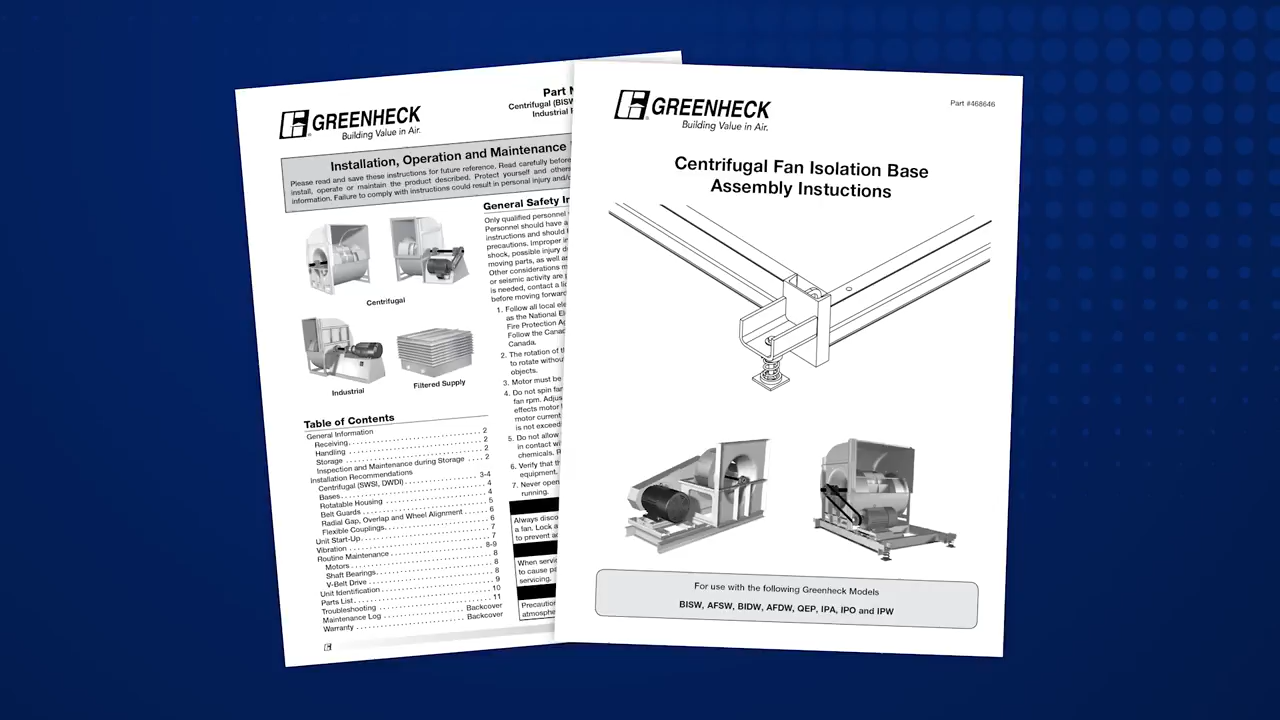 GREENHECK
Building Value in Air.
Part
Centrifugal (BISW
Industrial
Installation, Operation and Maintenance
Please read and save these instructions for future reference. Read carefully before
install, operate or maintain the product described. Protect yourself and others
information. Failure to comply with instructions could result in personal injury and/
Centrifugal
Industrial
Filtered Supply
Table of Contents
General Information
Receiving. . . . . . . . . . . . . . . . . . . . . . . 2
Handling . . . . . . . . . . . . . . . . . . . . . . . 2
Storage . . . . . . . . . . . . . . . . . . . . . . . 2
Inspection and Maintenance during Storage . . . 2
Installation Recommendations
Centrifugal (SWSI, DWDI) . . . . . . . . . . . . 3-4
Bases. . . . . . . . . . . . . . . . . . . . . . . . . 4
Rotatable Housing . . . . . . . . . . . . . . . . . 4
Belt Guards . . . . . . . . . . . . . . . . . . . . . 5
Radial Gap, Overlap and Wheel Alignment . . . . . 6
Flexible Couplings. . . . . . . . . . . . . . . . . 6
Unit Start-Up. . . . . . . . . . . . . . . . . . . . 7
Vibration . . . . . . . . . . . . . . . . . . . . . . 7
Routine Maintenance . . . . . . . . . . . . . . . 8-9
Motors . . . . . . . . . . . . . . . . . . . . . . . 8
Shaft Bearings. . . . . . . . . . . . . . . . . . . 8
V-Belt Drive . . . . . . . . . . . . . . . . . . . . 8
Unit Identification . . . . . . . . . . . . . . . . . 9
Parts List. . . . . . . . . . . . . . . . . . . . . . 10
Troubleshooting . . . . . . . . . . . . . . . . . . 11
Maintenance Log . . . . . . . . . . . . . Backcover
Warranty . . . . . . . . . . . . . . . . . Backcover
General Safety In
Only qualified personnel
Personnel should have a
instructions and should
precautions. Improper in
shock, possible injury d
moving parts, as well as
Other considerations m
or seismic activity are
is needed, contact a li
before moving forward
1. Follow all local ele
as the National El
Fire Protection Ag
Follow the Canad
Canada.
2. The rotation of th
to rotate without
objects.
3. Motor must be
4. Do not spin fan
fan rpm. Adjus
effects motor
motor current
is not exceed
5. Do not allow
in contact wi
chemicals. R
6. Verify that th
equipment.
7. Never open
running.
Always disco
a fan. Lock a
to prevent ac
When servic
to cause pi
servicing.
Precaution
atmosphe
GREENHECK
Building Value in Air.
Part #468646
Centrifugal Fan Isolation Base
Assembly Instuctions
For use with the following Greenheck Models
BISW, AFSW, BIDW, AFDW, QEP, IPA, IPO and IPW